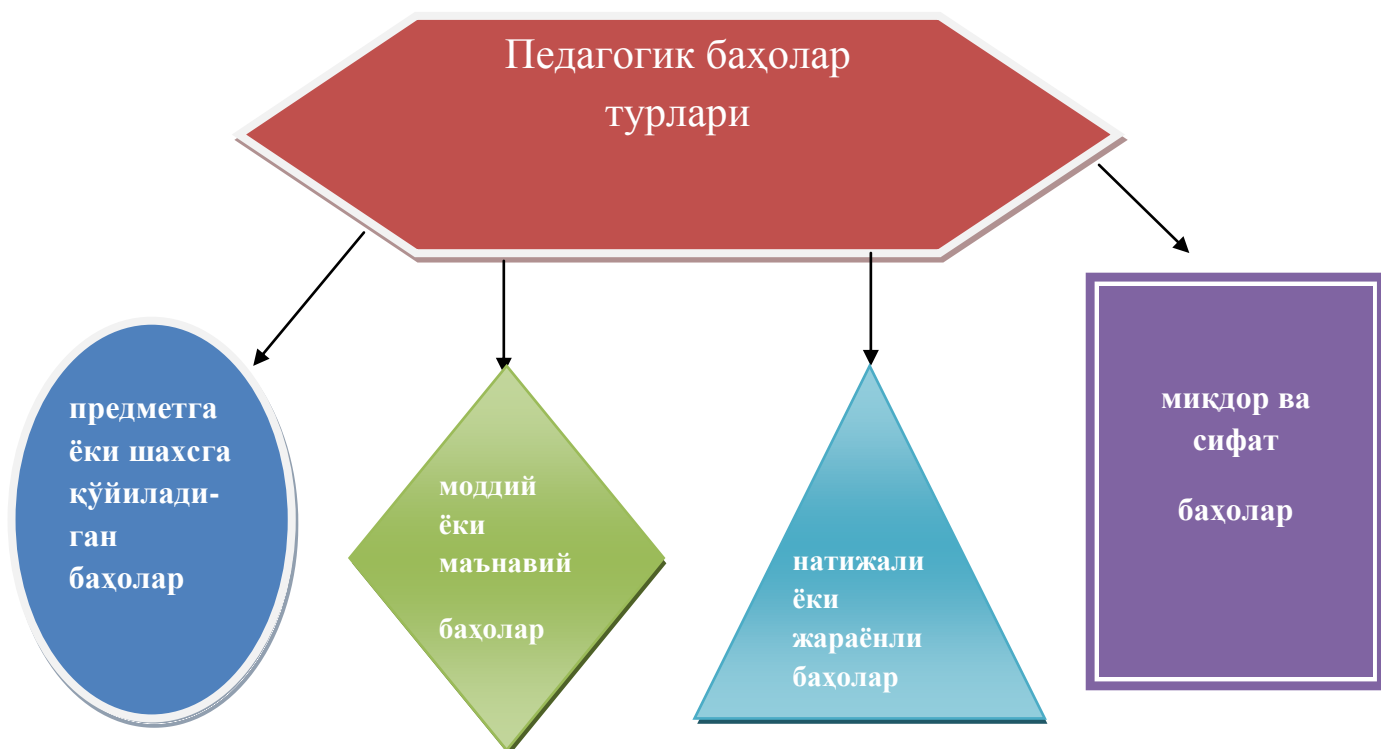 Педагогик баҳолар
турлари
предметга
ёки шахсга
қўйилади-
ган
баҳолар
моддий
ёки
маънавий
баҳолар
натижали
ёки
жараёнли
баҳолар
миқдор ва
сифат
баҳолар